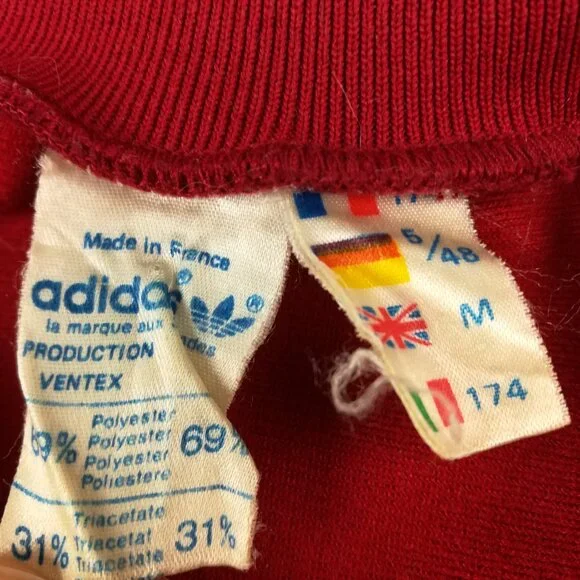 Made in France
adidas ®
la marque aux
PRODUCTION
VENTEX
69% Polyester 69%
Polyester
Polyester
Poliestere
31% Triacetate 31%
Triacetate
Triacetate
5/48
M
174